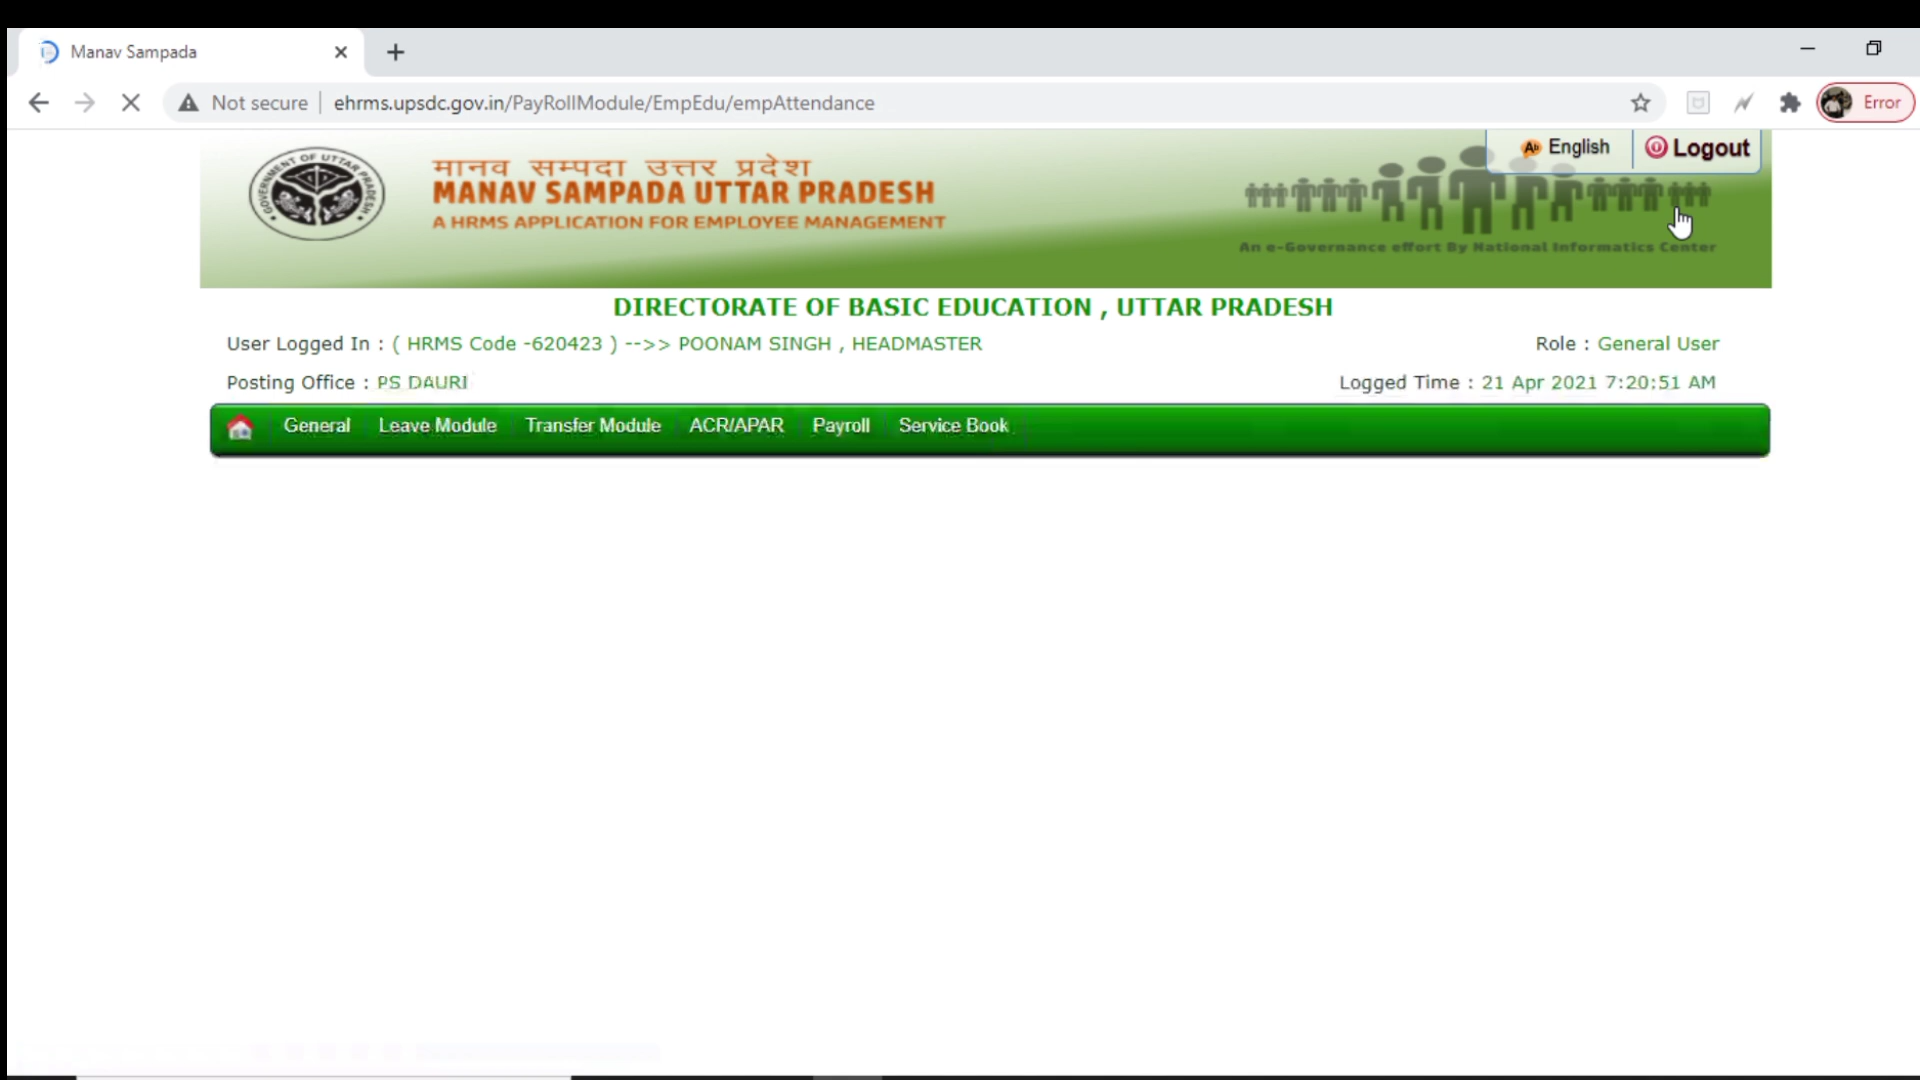 Manav Sampada
Not secure ehrms.upsdc.gov.in/PayRollModule/EmpEdu/empAttendance Error
English Logout
GOVERNMENT OF UTTAR PRADESH
मानव सम्पदा उत्तर प्रदेश
MANAV SAMPADA UTTAR PRADESH
A HRMS APPLICATION FOR EMPLOYEE MANAGEMENT
An e-Governance effort By National Informatics Center
DIRECTORATE OF BASIC EDUCATION , UTTAR PRADESH
User Logged In : ( HRMS Code -620423 ) -->> POONAM SINGH , HEADMASTER Role : General User
Posting Office : PS DAURI Logged Time : 21 Apr 2021 7:20:51 AM
General Leave Module Transfer Module ACR/APAR Payroll Service Book